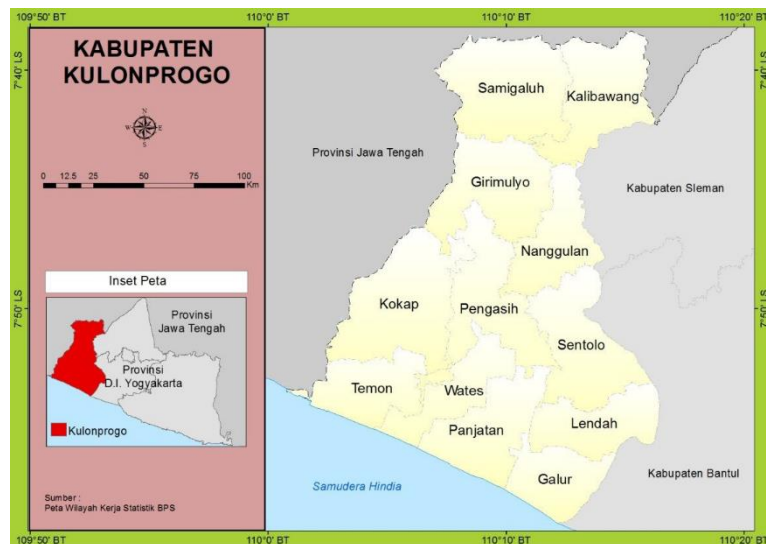 109°50' BT
110°0' BT
110°10' BT
110°20' BT
KABUPATEN
KULONPROGO
N
W E
S
0 12.5 25 50 75 100
Km
Inset Peta
Provinsi
Jawa Tengah
Provinsi
D.I. Yogyakarta
Kulonprogo
Sumber :
Peta Wilayah Kerja Statistik BPS
7°40' LS
7°50' LS
Samigaluh
Kalibawang
Provinsi Jawa Tengah
Girimulyo
Kabupaten Sleman
Nanggulan
Kokap
Pengasih
Sentolo
Temon
Wates
Panjatan
Lendah
Galur
Kabupaten Bantul
Samudera Hindia
7°40' LS
7°50' LS
109°50' BT
110°0' BT
110°10' BT
110°20' BT